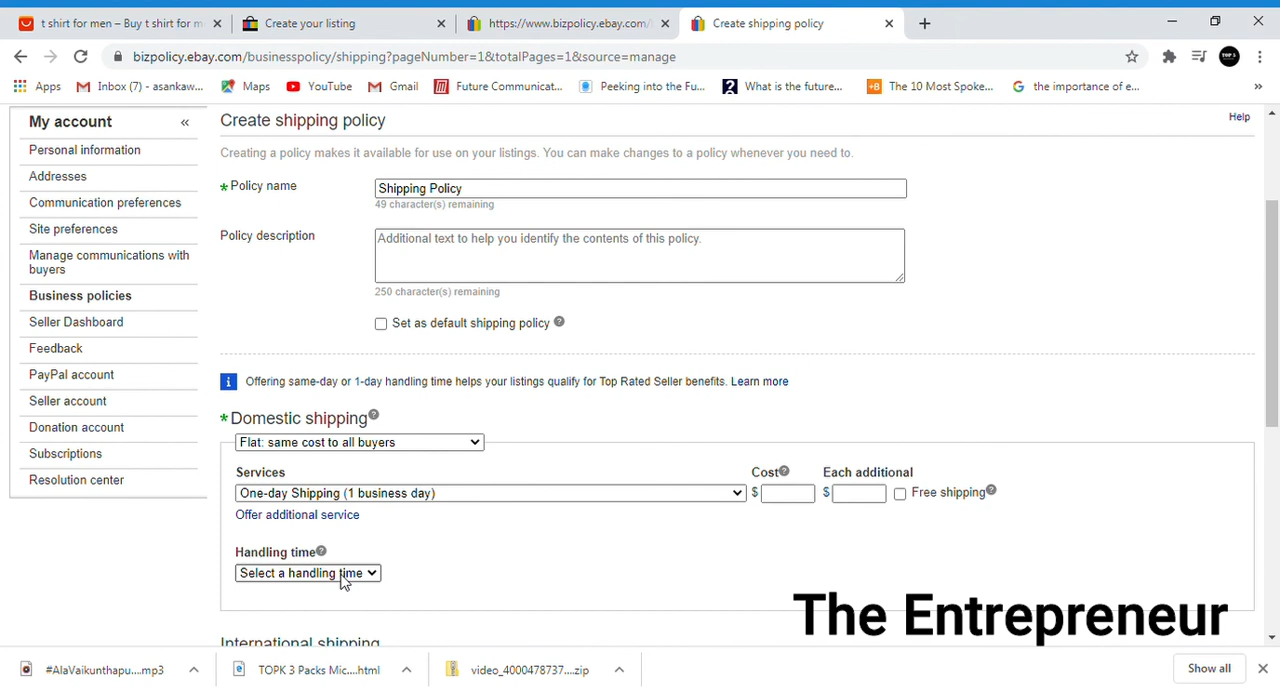 t shirt for men – Buy t shirt for m
Create your listing
https://www.bizpolicy.ebay.com/
Create shipping policy
bizpolicy.ebay.com/businesspolicy/shipping?pageNumber=1&totalPages=1&source=manage
Apps
Inbox (7) - asankaw...
Maps
YouTube
Gmail
Future Communicat...
Peeking into the Fu...
What is the future...
The 10 Most Spoke...
the importance of e...
My account «
Personal information
Addresses
Communication preferences
Site preferences
Manage communications with
buyers
Business policies
Seller Dashboard
Feedback
PayPal account
Seller account
Donation account
Subscriptions
Resolution center
Create shipping policy
Help
Creating a policy makes it available for use on your listings. You can make changes to a policy whenever you need to.
* Policy name
Shipping Policy
49 character(s) remaining
Policy description
Additional text to help you identify the contents of this policy.
250 character(s) remaining
Set as default shipping policy ?
i Offering same-day or 1-day handling time helps your listings qualify for Top Rated Seller benefits. Learn more
* Domestic shipping ?
Flat: same cost to all buyers
Services Cost ? Each additional
One-day Shipping (1 business day) $ $ Free shipping ?
Offer additional service
Handling time ?
Select a handling time
International shipping
The Entrepreneur
#AlaVaikunthapu....mp3
TOPK 3 Packs Mic....html
video_4000478737....zip
Show all